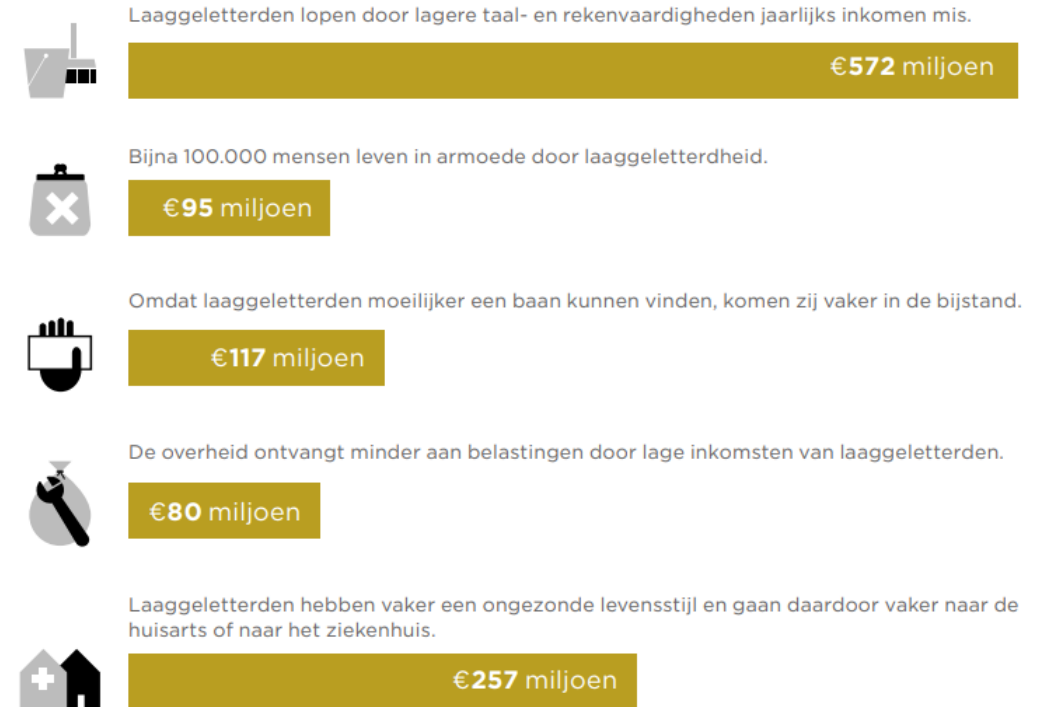 Laaggeletterden lopen door lagere taal- en rekenvaardigheden jaarlijks inkomen mis.
€572 miljoen
Bijna 100.000 mensen leven in armoede door laaggeletterdheid.
€95 miljoen
Omdat laaggeletterden moeilijker een baan kunnen vinden, komen zij vaker in de bijstand.
€117 miljoen
De overheid ontvangt minder aan belastingen door lage inkomsten van laaggeletterden.
€80 miljoen
Laaggeletterden hebben vaker een ongezonde levensstijl en gaan daardoor vaker naar de
huisarts of naar het ziekenhuis.
€257 miljoen